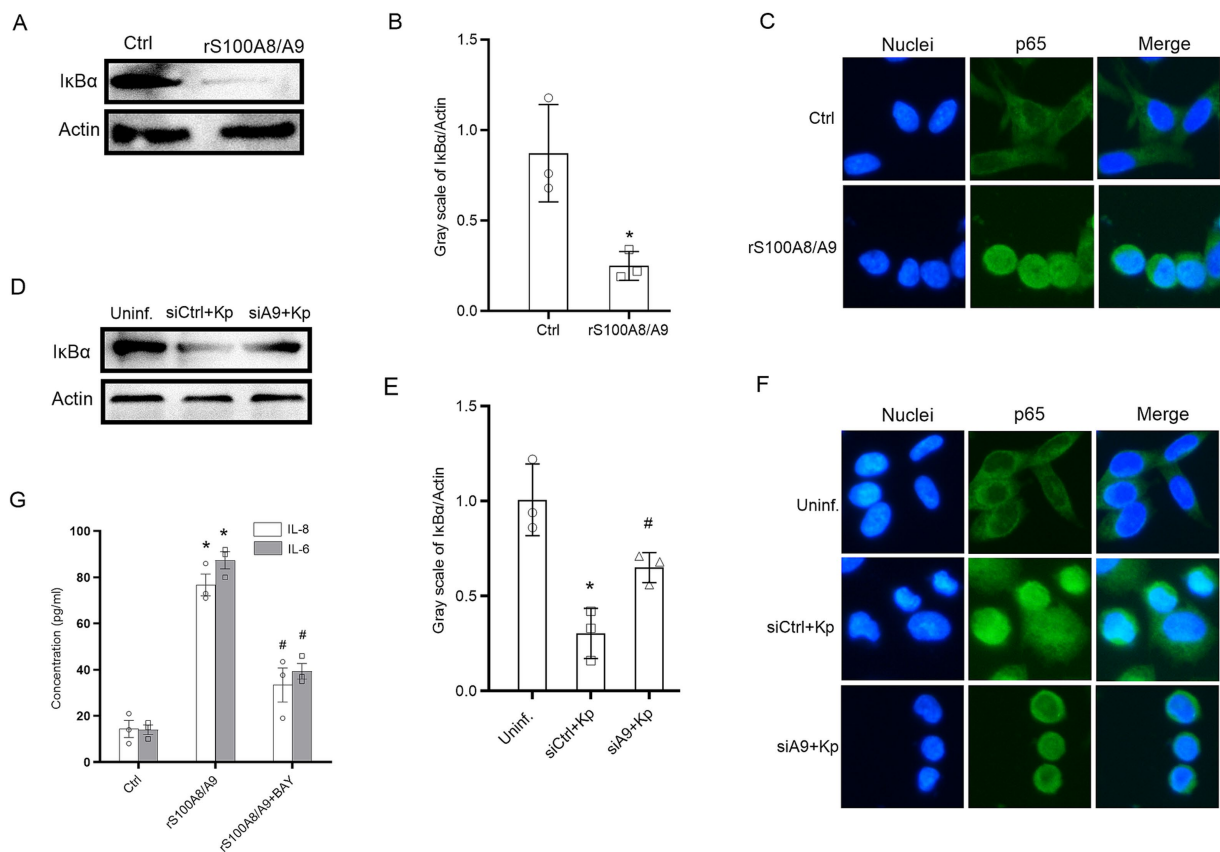 A
Ctrl rS100A8/A9
IκBα
Actin
B
1.5
1.0
0.5
0.0
Gray scale of IκBα/Actin
*
Ctrl rS100A8/A9
C
Nuclei p65 Merge
Ctrl
rS100A8/A9
D
Uninf. siCtrl+Kp siA9+Kp
IκBα
Actin
E
1.5
1.0
0.5
0.0
Gray scale of IκBα/Actin
*
#
Uninf. siCtrl+Kp siA9+Kp
F
Nuclei p65 Merge
Uninf.
siCtrl+Kp
siA9+Kp
G
IL-8
IL-6
100
80
60
40
20
0
Concentration (pg/ml)
* *
# #
Ctrl rS100A8/A9 rS100A8/A9+BAY